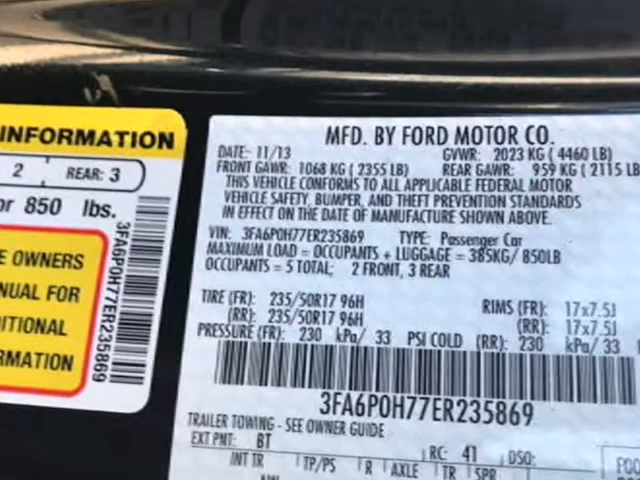 INFORMATION
2 REAR: 3
or 850 lbs.
E OWNERS
NUAL FOR
ITIONAL
RMATION
3FA6P0H77ER235869
MFD. BY FORD MOTOR CO.
DATE: 11/13 GVWR: 2023 KG ( 4460 LB)
FRONT GAWR: 1068 KG ( 2355 LB) REAR GAWR: 959 KG ( 2115 LB
THIS VEHICLE CONFORMS TO ALL APPLICABLE FEDERAL MOTOR
VEHICLE SAFETY, BUMPER, AND THEFT PREVENTION STANDARDS
IN EFFECT ON THE DATE OF MANUFACTURE SHOWN ABOVE.
VIN: 3FA6P0H77ER235869 TYPE: Passenger Car
MAXIMUM LOAD = OCCUPANTS + LUGGAGE = 385KG/ 850LB
OCCUPANTS = 5 TOTAL; 2 FRONT, 3 REAR
TIRE (FR): 235/50R17 96H RIMS (FR): 17x7.5J
(RR): 235/50R17 96H (RR): 17x7.5J
PRESSURE (FR): 230 kPa/ 33 PSI COLD (RR): 230 kPa/ 33
3FA6P0H77ER235869
TRAILER TOWING - SEE OWNER GUIDE
EXT PNT: BT RC: 41 DSO:
INT TR TP/PS R AXLE TR SPR